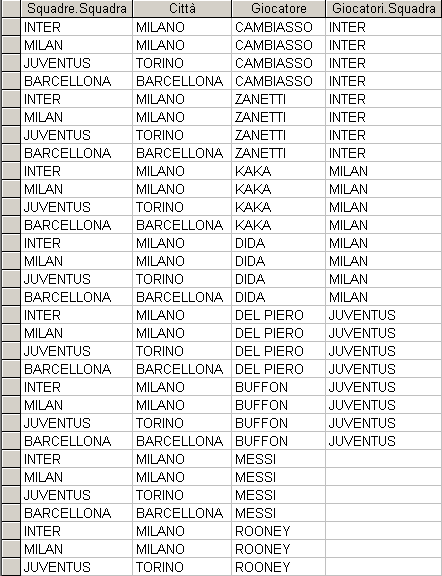 Squadre.Squadra Città Giocatore Giocatori.Squadra
INTER MILANO CAMBIASSO INTER
MILAN MILANO CAMBIASSO INTER
JUVENTUS TORINO CAMBIASSO INTER
BARCELLONA BARCELLONA CAMBIASSO INTER
INTER MILANO ZANETTI INTER
MILAN MILANO ZANETTI INTER
JUVENTUS TORINO ZANETTI INTER
BARCELLONA BARCELLONA ZANETTI INTER
INTER MILANO KAKA MILAN
MILAN MILANO KAKA MILAN
JUVENTUS TORINO KAKA MILAN
BARCELLONA BARCELLONA KAKA MILAN
INTER MILANO DIDA MILAN
MILAN MILANO DIDA MILAN
JUVENTUS TORINO DIDA MILAN
BARCELLONA BARCELLONA DIDA MILAN
INTER MILANO DEL PIERO JUVENTUS
MILAN MILANO DEL PIERO JUVENTUS
JUVENTUS TORINO DEL PIERO JUVENTUS
BARCELLONA BARCELLONA DEL PIERO JUVENTUS
INTER MILANO BUFFON JUVENTUS
MILAN MILANO BUFFON JUVENTUS
JUVENTUS TORINO BUFFON JUVENTUS
BARCELLONA BARCELLONA BUFFON JUVENTUS
INTER MILANO MESSI
MILAN MILANO MESSI
JUVENTUS TORINO MESSI
BARCELLONA BARCELLONA MESSI
INTER MILANO ROONEY
MILAN MILANO ROONEY
JUVENTUS TORINO ROONEY